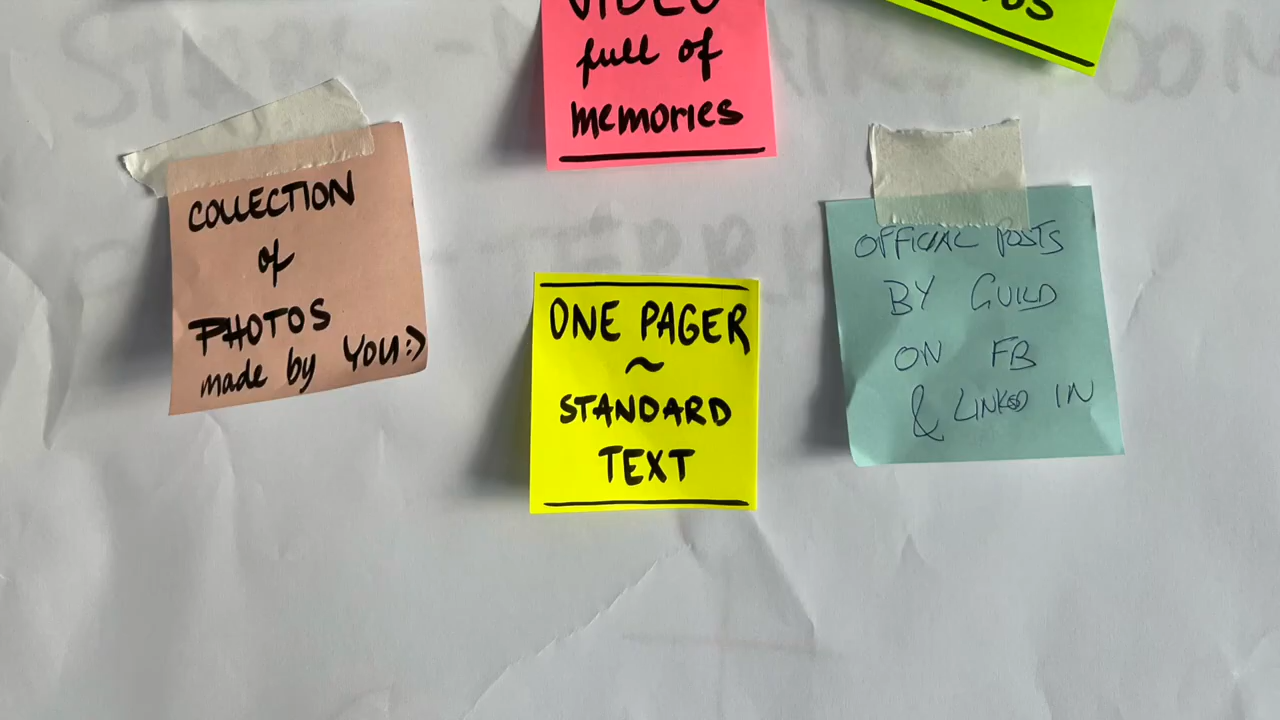 VIDEO
full of
memories
COLLECTION
of
PHOTOS
made by YOU :)
ONE PAGER
~
STANDARD
TEXT
OFFICIAL POSTS
BY GUILD
ON FB
& LINKED IN